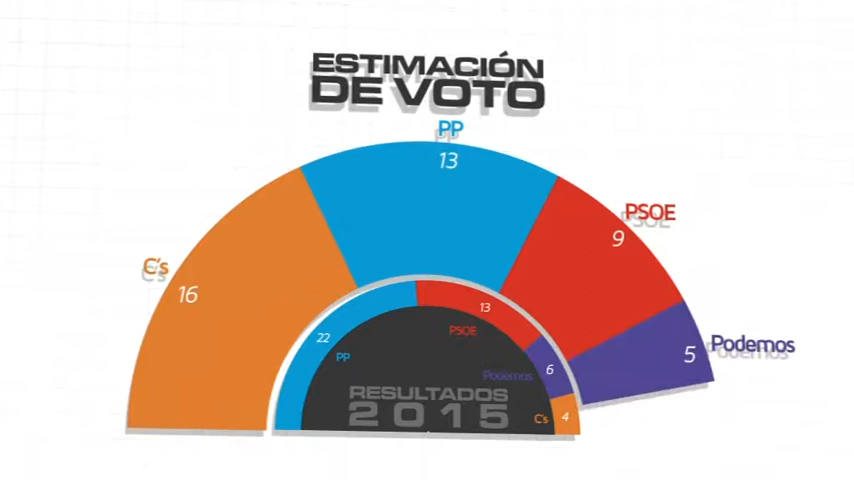 ESTIMACIÓN
DE VOTO
PP
13
PSOE
9
C's
16
Podemos
5
22
PP
13
PSOE
6
Podemos
4
C's
RESULTADOS
2015